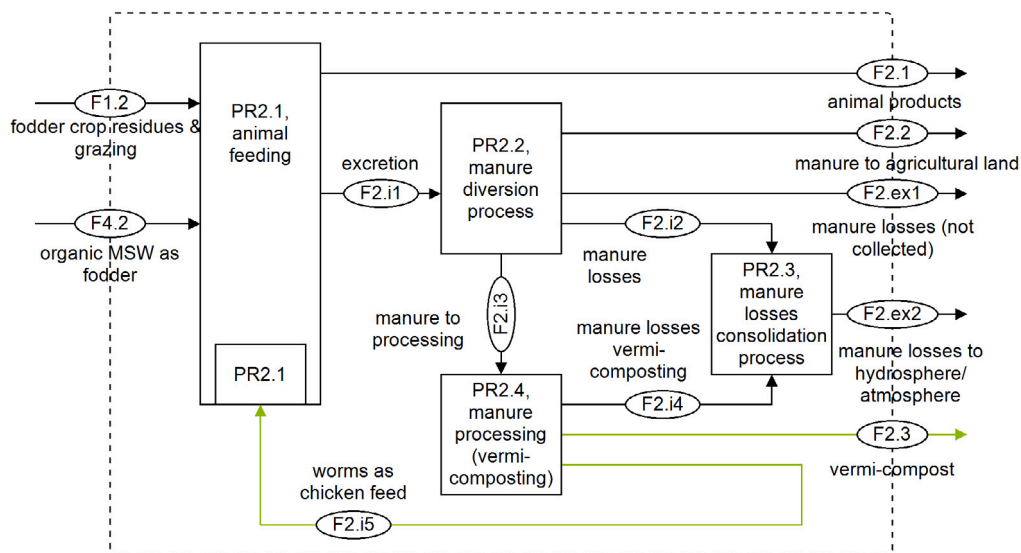 F1.2
fodder crop residues &
grazing
F4.2
organic MSW as
fodder
PR2.1,
animal
feeding
PR2.1
excretion
F2.i1
PR2.2,
manure
diversion
process
F2.1
animal products
F2.2
manure to agricultural land
F2.ex1
manure losses (not
collected)
F2.i2
manure
losses
F2.i3
manure to
processing
PR2.3,
manure
losses
consolidation
process
F2.ex2
manure losses to
hydrosphere/
atmosphere
manure losses
vermi-
composting
F2.i4
PR2.4,
manure
processing
(vermi-
composting)
F2.3
vermi-compost
worms as
chicken feed
F2.i5